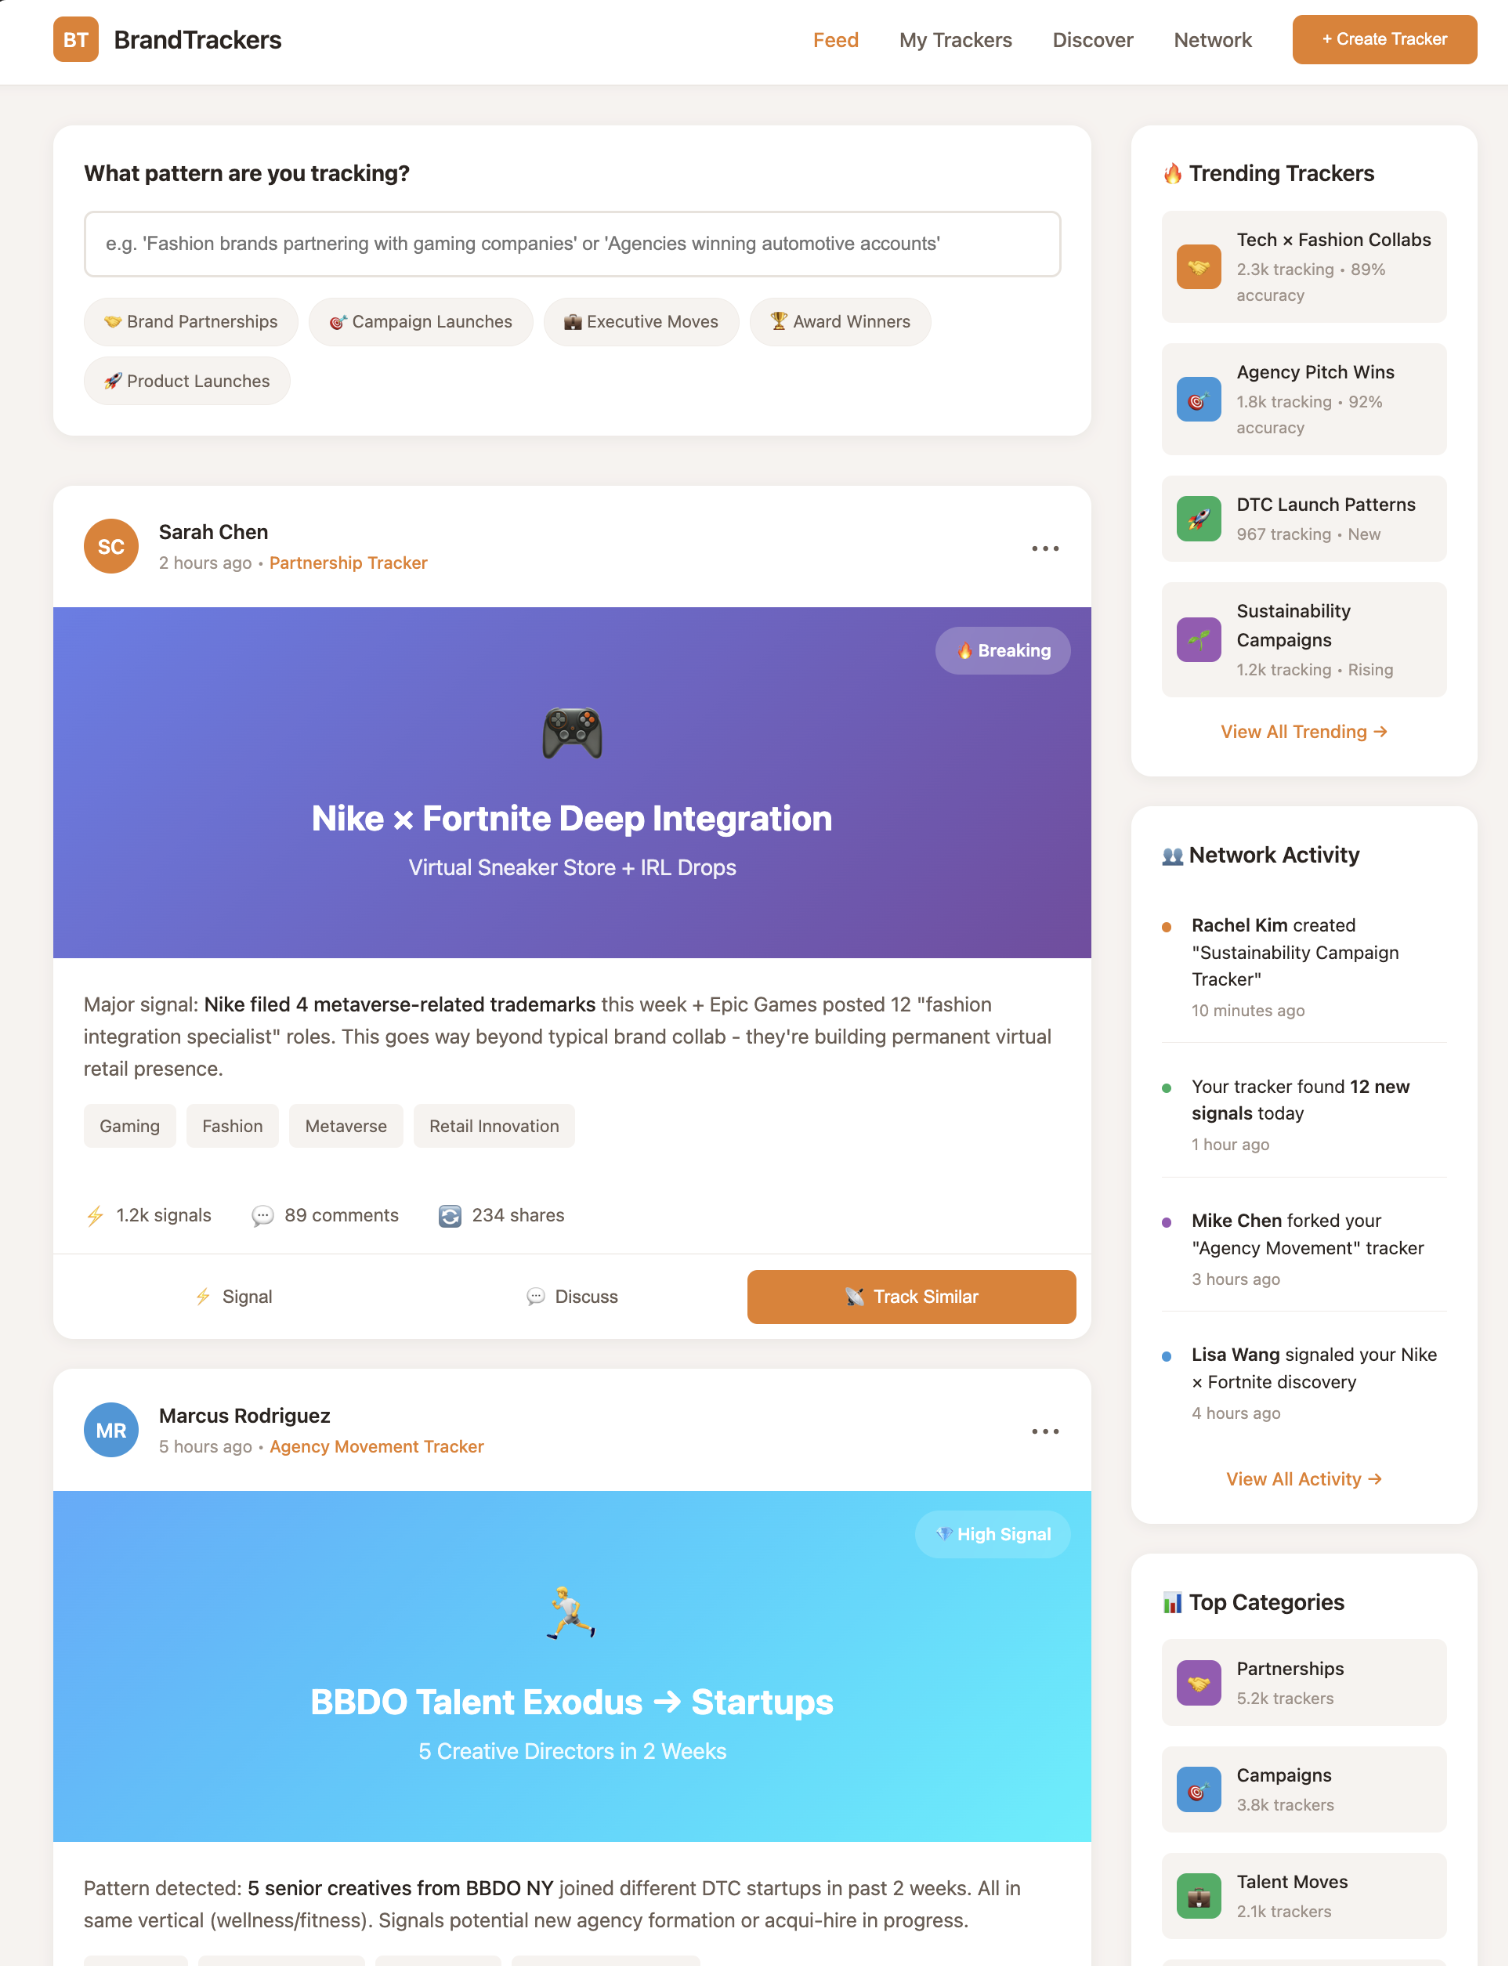 BT BrandTrackers
Feed My Trackers Discover Network + Create Tracker
What pattern are you tracking?
e.g. 'Fashion brands partnering with gaming companies' or 'Agencies winning automotive accounts'
Brand Partnerships Campaign Launches Executive Moves Award Winners
Product Launches
SC
Sarah Chen
2 hours ago • Partnership Tracker
Breaking
Nike × Fortnite Deep Integration
Virtual Sneaker Store + IRL Drops
Major signal: Nike filed 4 metaverse-related trademarks this week + Epic Games posted 12 "fashion
integration specialist" roles. This goes way beyond typical brand collab - they're building permanent virtual
retail presence.
Gaming Fashion Metaverse Retail Innovation
1.2k signals 89 comments 234 shares
Signal Discuss Track Similar
MR
Marcus Rodriguez
5 hours ago • Agency Movement Tracker
High Signal
BBDO Talent Exodus → Startups
5 Creative Directors in 2 Weeks
Pattern detected: 5 senior creatives from BBDO NY joined different DTC startups in past 2 weeks. All in
same vertical (wellness/fitness). Signals potential new agency formation or acqui-hire in progress.
Trending Trackers
Tech × Fashion Collabs
2.3k tracking • 89%
accuracy
Agency Pitch Wins
1.8k tracking • 92%
accuracy
DTC Launch Patterns
967 tracking • New
Sustainability
Campaigns
1.2k tracking • Rising
View All Trending →
Network Activity
Rachel Kim created
"Sustainability Campaign
Tracker"
10 minutes ago
Your tracker found 12 new
signals today
1 hour ago
Mike Chen forked your
"Agency Movement" tracker
3 hours ago
Lisa Wang signaled your Nike
× Fortnite discovery
4 hours ago
View All Activity →
Top Categories
Partnerships
5.2k trackers
Campaigns
3.8k trackers
Talent Moves
2.1k trackers